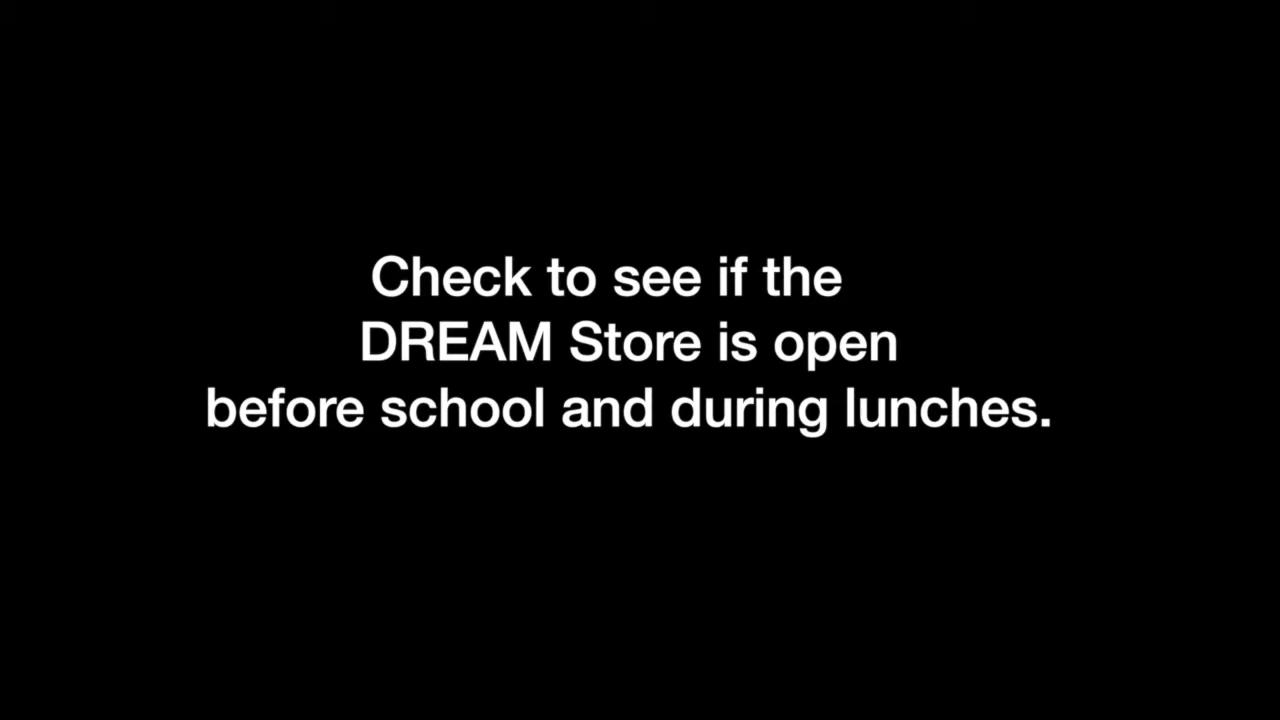 Check to see if the
DREAM Store is open
before school and during lunches.